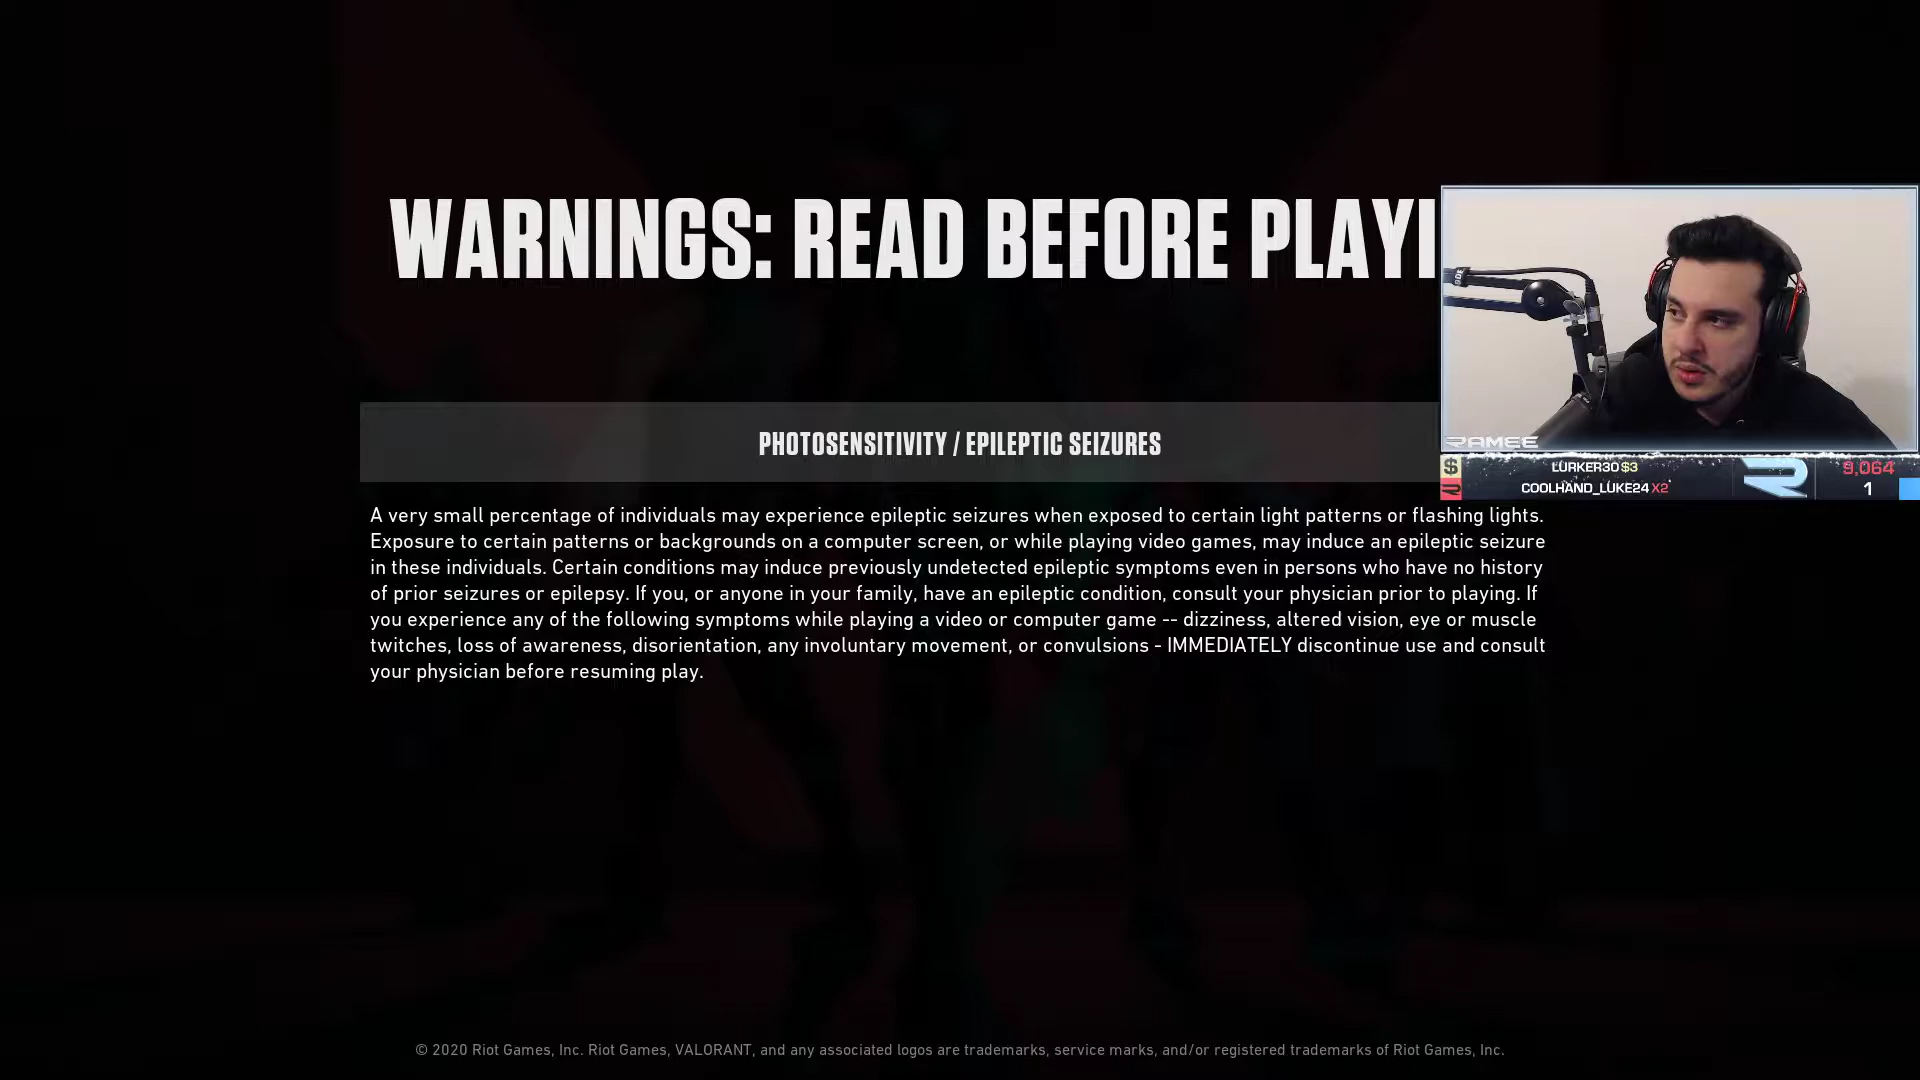 WARNINGS: READ BEFORE PLAYI
PHOTOSENSITIVITY / EPILEPTIC SEIZURES
A very small percentage of individuals may experience epileptic seizures when exposed to certain light patterns or flashing lights.
Exposure to certain patterns or backgrounds on a computer screen, or while playing video games, may induce an epileptic seizure
in these individuals. Certain conditions may induce previously undetected epileptic symptoms even in persons who have no history
of prior seizures or epilepsy. If you, or anyone in your family, have an epileptic condition, consult your physician prior to playing. If
you experience any of the following symptoms while playing a video or computer game -- dizziness, altered vision, eye or muscle
twitches, loss of awareness, disorientation, any involuntary movement, or convulsions - IMMEDIATELY discontinue use and consult
your physician before resuming play.
RAMEE
$ LURKER30 $3
COOLHAND_LUKE24 X2
9,064
1
© 2020 Riot Games, Inc. Riot Games, VALORANT, and any associated logos are trademarks, service marks, and/or registered trademarks of Riot Games, Inc.